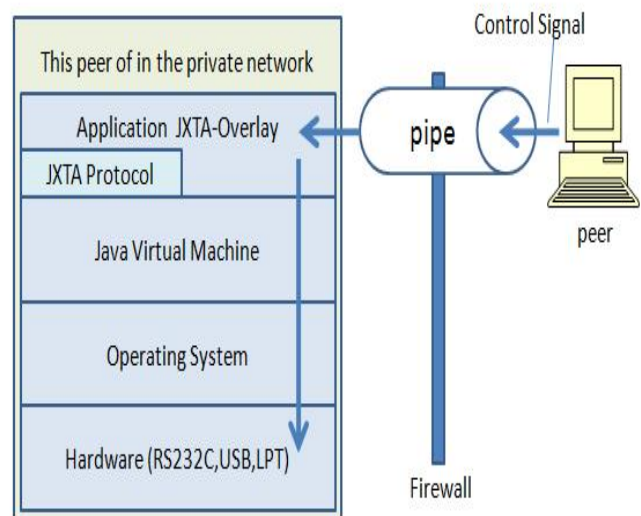 Control Signal
This peer of in the private network
Application JXTA-Overlay
pipe
JXTA Protocol
peer
Java Virtual Machine
Operating System
Hardware (RS232C,USB,LPT)
Firewall